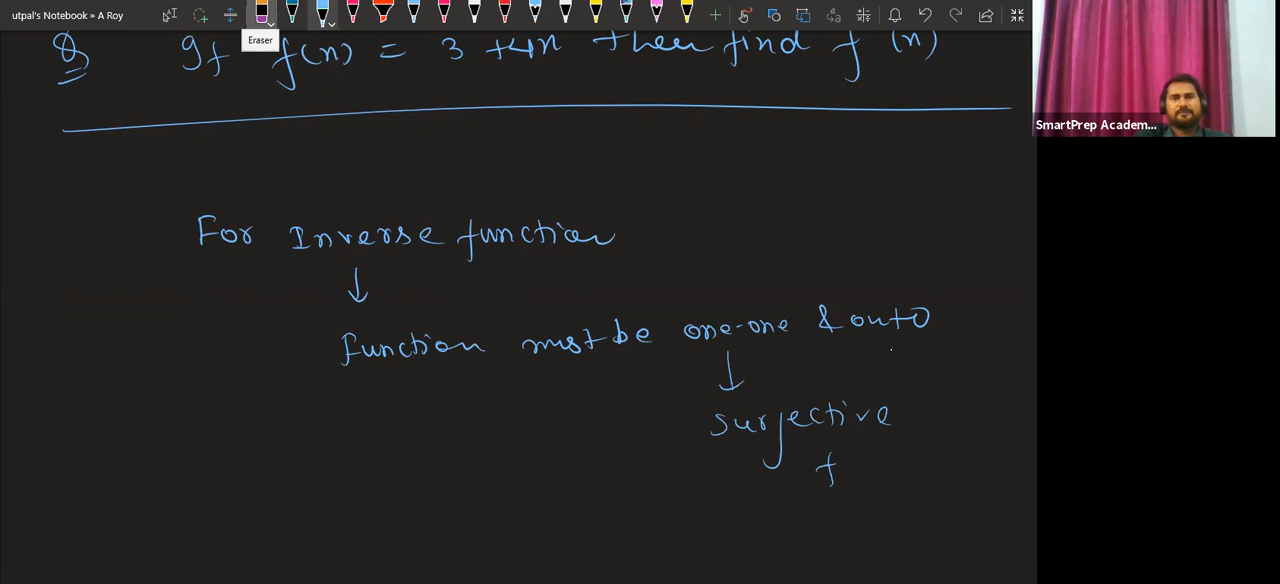 utpal's Notebook » A Roy
Eraser
SmartPrep Academ...
Q If f(n) = 3 + 4n then find f (n)
For Inverse function
↓
function must be one-one & onto
↓
surjective
f